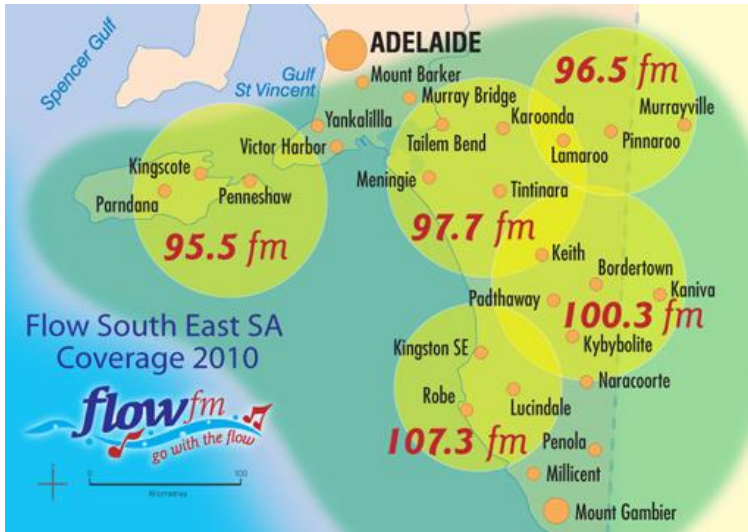 ADELAIDE
Spencer Gulf
Gulf
St Vincent
Mount Barker
Murray Bridge
96.5 fm
Murrayville
Yankalillla
Karoonda
Tailem Bend
Pinnaroo
Victor Harbor
Lamaroo
Kingscote
Meningie
Penneshaw
Tintinara
Parndana
95.5 fm
97.7 fm
Keith
Bordertown
Kaniva
Padthaway
100.3 fm
Flow South East SA
Coverage 2010
Kybybolite
Kingston SE
Naracoorte
flow fm
go with the flow
Robe
Lucindale
107.3 fm
Penola
Millicent
0 100
Kilometres
Mount Gambier